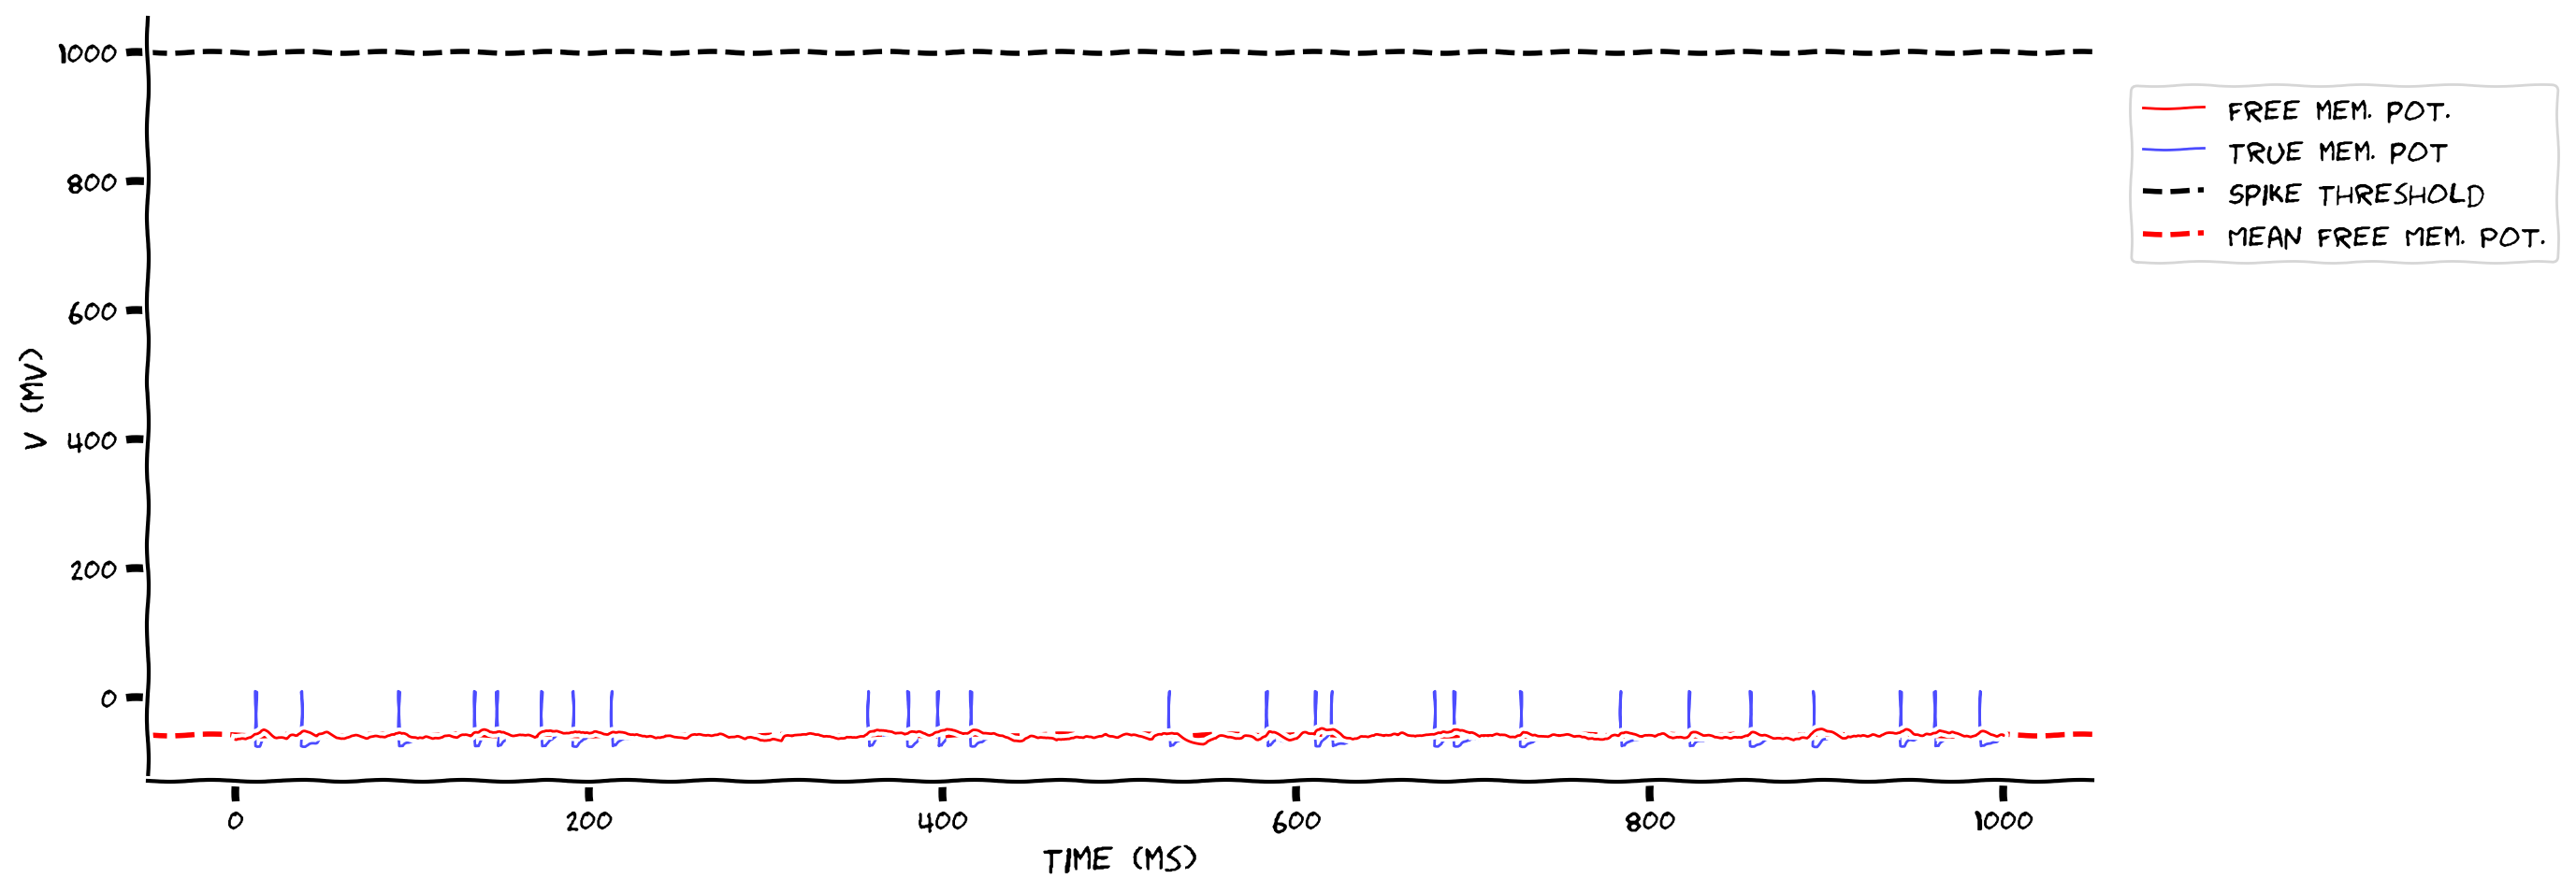 1000
800
600
400
200
0
V (MV)
0 200 400 600 800 1000
TIME (MS)
FREE MEM. POT.
TRUE MEM. POT
SPIKE THRESHOLD
MEAN FREE MEM. POT.